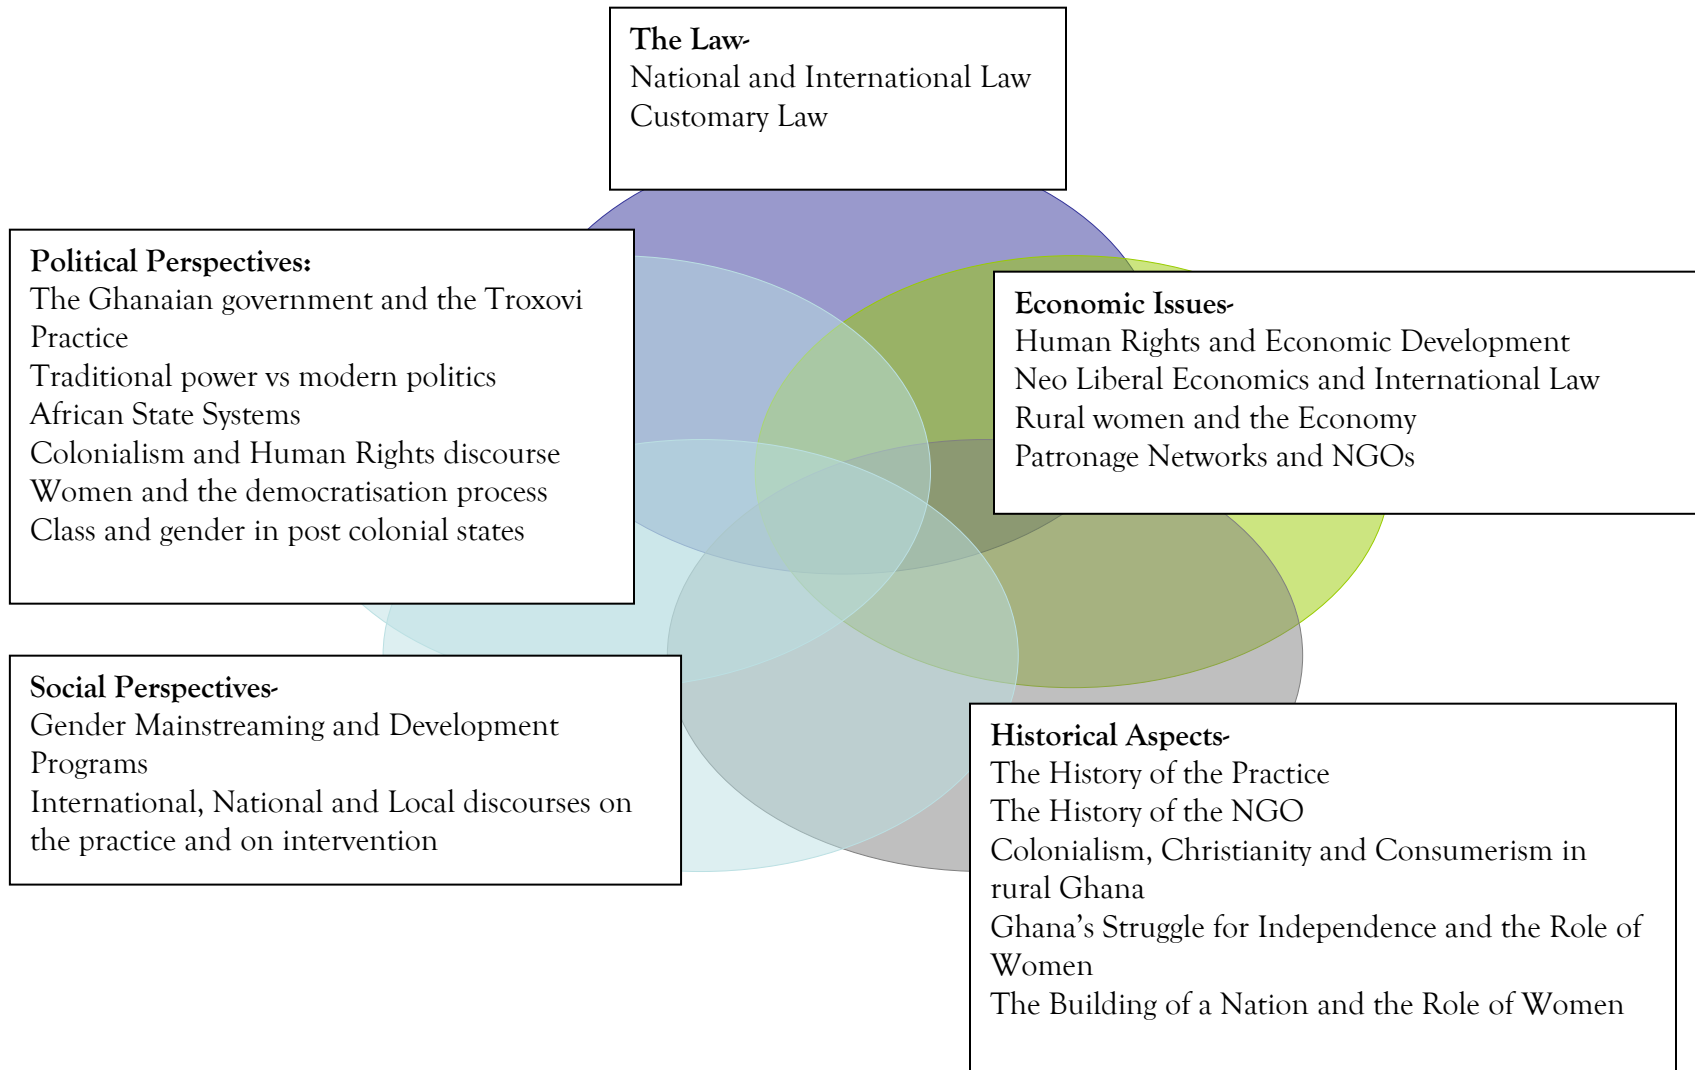 The Law-
National and International Law
Customary Law
Political Perspectives:
The Ghanaian government and the Troxovi
Practice
Traditional power vs modern politics
African State Systems
Colonialism and Human Rights discourse
Women and the democratisation process
Class and gender in post colonial states
Economic Issues-
Human Rights and Economic Development
Neo Liberal Economics and International Law
Rural women and the Economy
Patronage Networks and NGOs
Social Perspectives-
Gender Mainstreaming and Development
Programs
International, National and Local discourses on
the practice and on intervention
Historical Aspects-
The History of the Practice
The History of the NGO
Colonialism, Christianity and Consumerism in
rural Ghana
Ghana’s Struggle for Independence and the Role of
Women
The Building of a Nation and the Role of Women